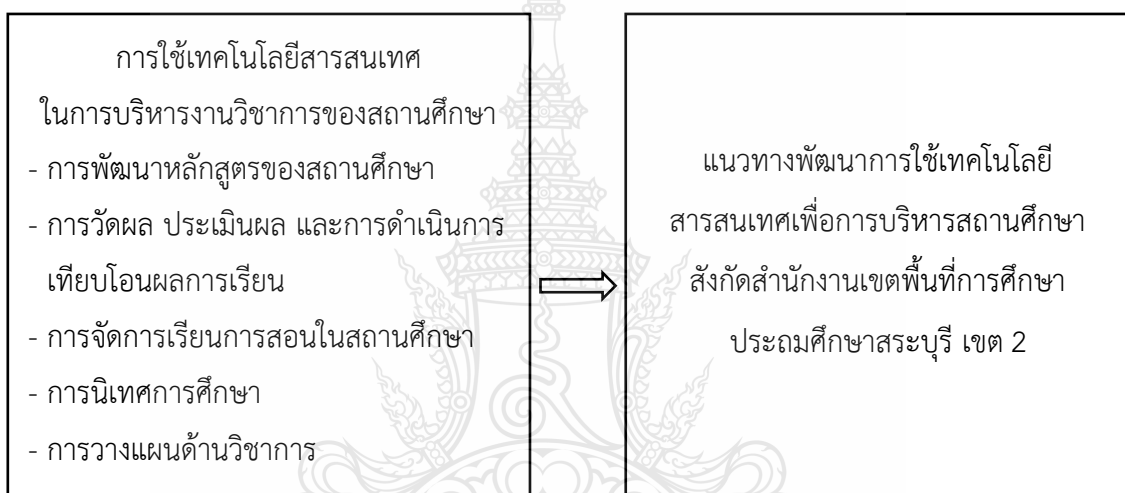 การใช้เทคโนโลยีสารสนเทศ
ในการบริหารงานวิชาการของสถานศึกษา
- การพัฒนาหลักสูตรของสถานศึกษา
- การวัดผล ประเมินผล และการดำเนินการ
เทียบโอนผลการเรียน
- การจัดการเรียนการสอนในสถานศึกษา
- การนิเทศการศึกษา
- การวางแผนด้านวิชาการ
แนวทางพัฒนาการใช้เทคโนโลยี
สารสนเทศเพื่อการบริหารสถานศึกษา
สังกัดสำนักงานเขตพื้นที่การศึกษา
ประถมศึกษาสระบุรี เขต 2